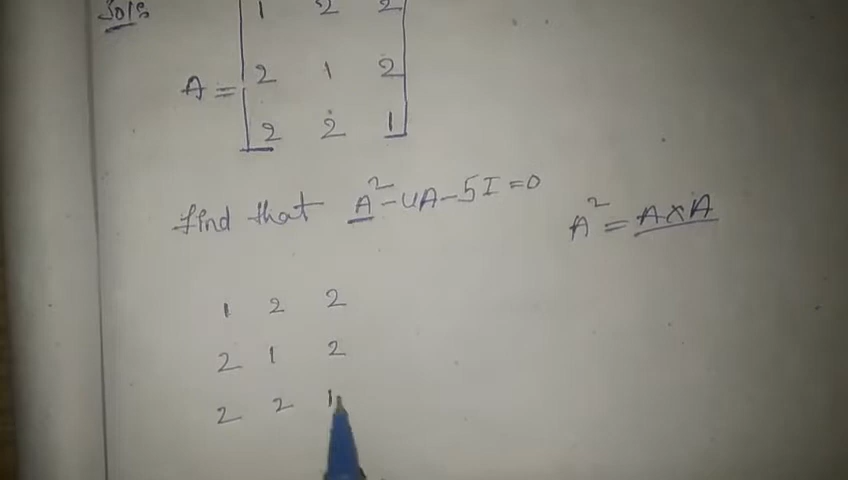 Sol:
1 2 2
A = 2 1 2
2 2 1
find that A² - 4A - 5I = 0
A² = A × A
1 2 2
2 1 2
2 2 1